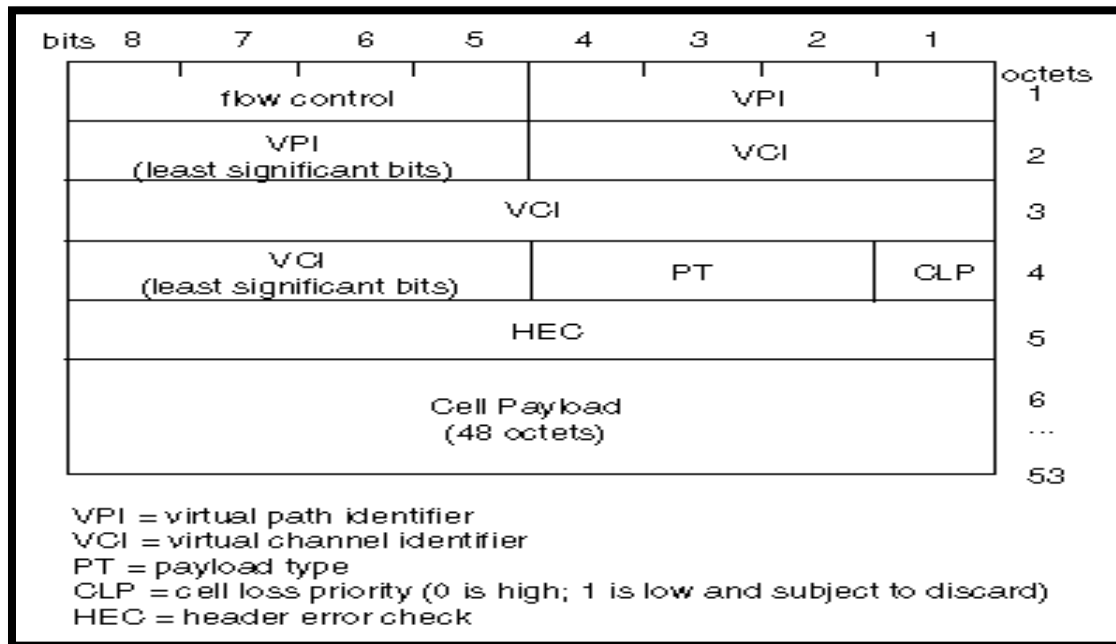 bits 8 7 6 5 4 3 2 1
octets
flow control VPI 1
VPI
(least significant bits) VCI 2
VCI 3
VCI
(least significant bits) PT CLP 4
HEC 5
Cell Payload 6
(48 octets) ...
53
VPI = virtual path identifier
VCI = virtual channel identifier
PT = payload type
CLP = cell loss priority (0 is high; 1 is low and subject to discard)
HEC = header error check